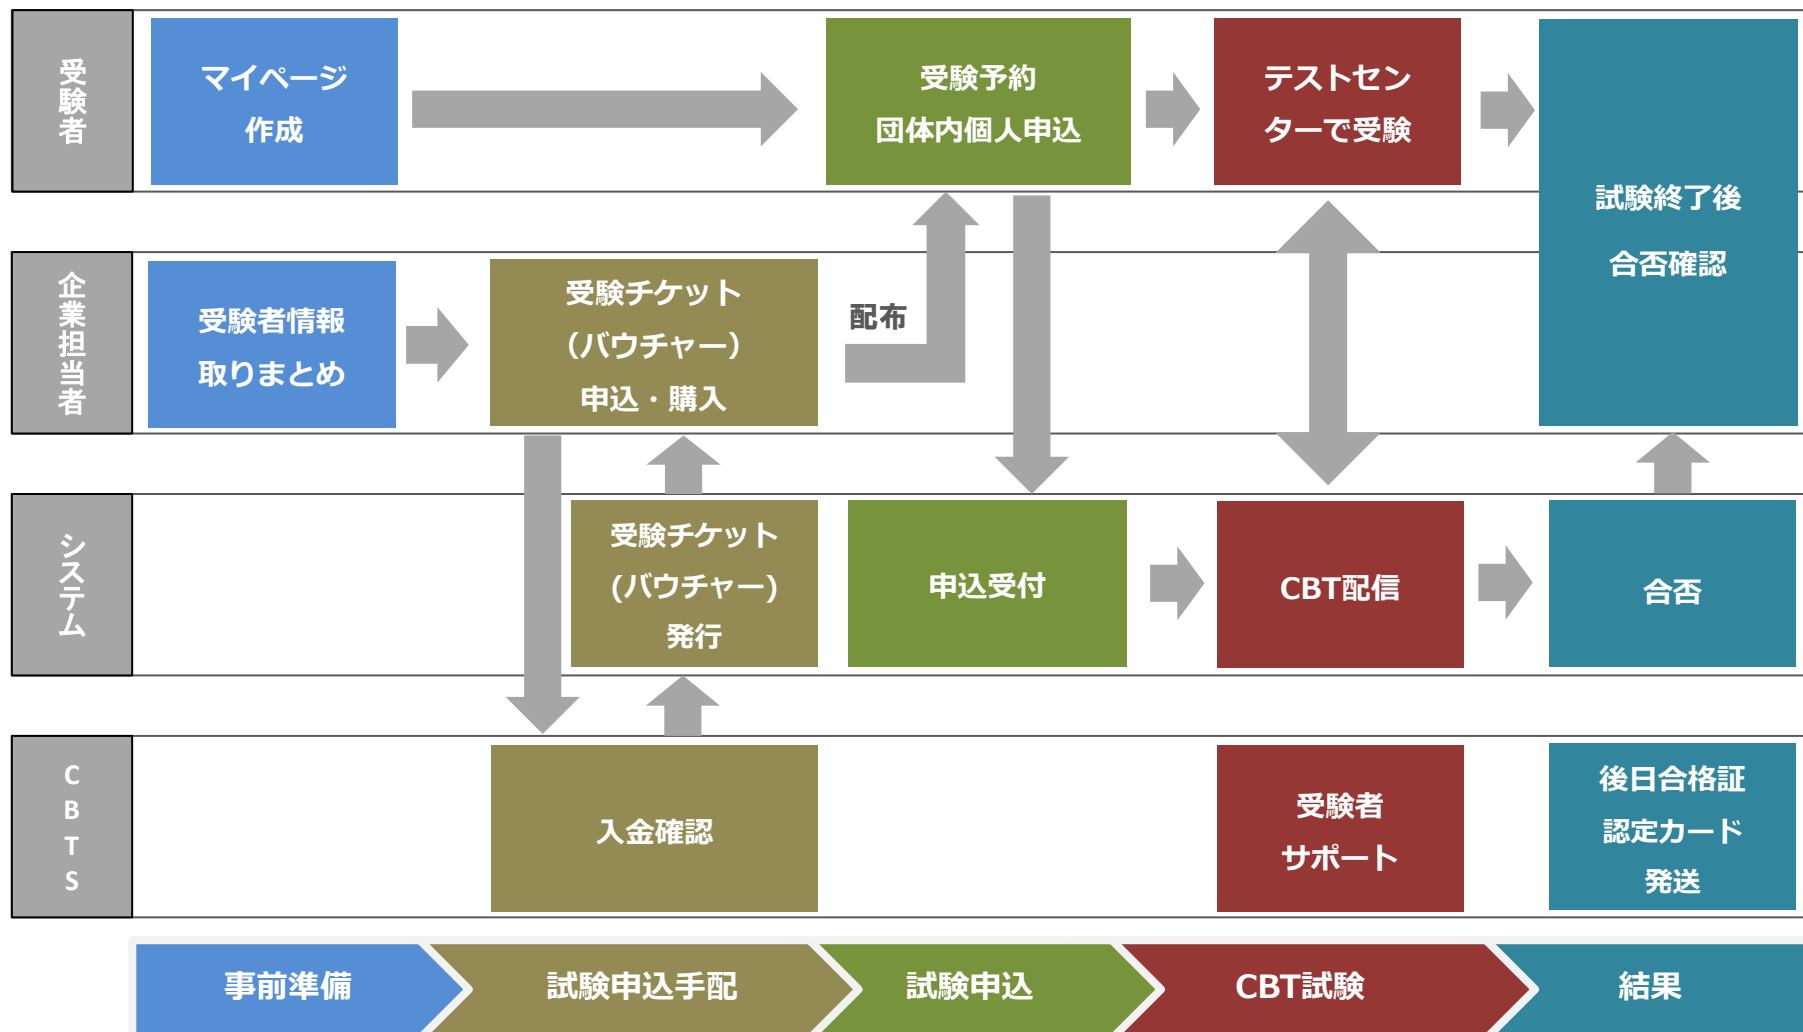 受験者
マイページ
作成
受験予約
団体内個人申込
テストセン
ターで受験
試験終了後
合否確認
企業担当者
受験者情報
取りまとめ
受験チケット
（バウチャー）
申込・購入
配布
システム
受験チケット
(バウチャー)
発行
申込受付
CBT配信
合否
CBTS
入金確認
受験者
サポート
後日合格証
認定カード
発送
事前準備
試験申込手配
試験申込
CBT試験
結果